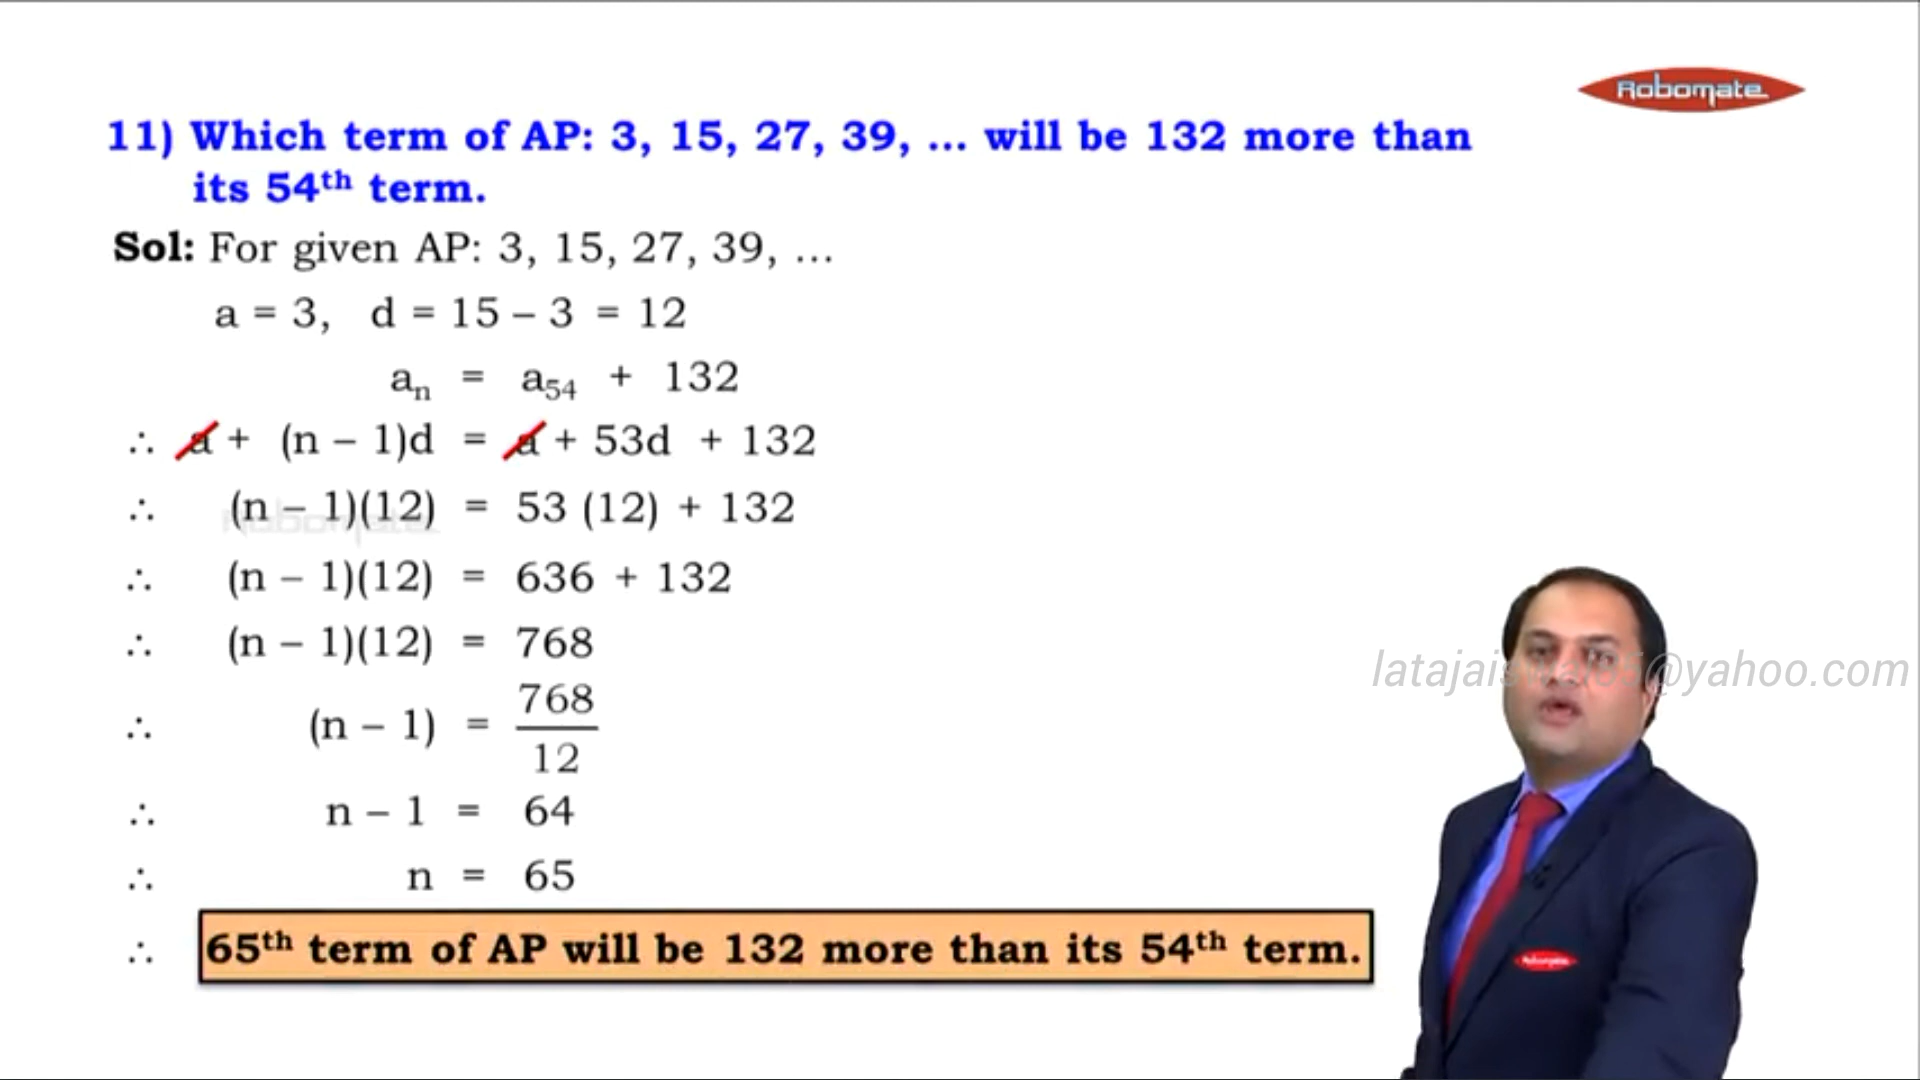 Robomate
11) Which term of AP: 3, 15, 27, 39, ... will be 132 more than
its 54th term.
Sol: For given AP: 3, 15, 27, 39, ...
a = 3, d = 15 – 3 = 12
aₙ = a₅₄ + 132
∴ a + (n – 1)d = a + 53d + 132
∴ (n – 1)(12) = 53 (12) + 132
Robomate
∴ (n – 1)(12) = 636 + 132
∴ (n – 1)(12) = 768
∴ (n – 1) = 768/12
∴ n – 1 = 64
∴ n = 65
∴ 65th term of AP will be 132 more than its 54th term.
Robomate